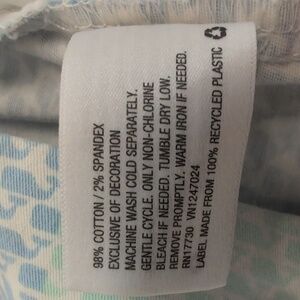 98% COTTON / 2% SPANDEX
EXCLUSIVE OF DECORATION
MACHINE WASH COLD SEPARATELY.
GENTLE CYCLE. ONLY NON-CHLORINE
BLEACH IF NEEDED. TUMBLE DRY LOW.
REMOVE PROMPTLY. WARM IRON IF NEEDED.
RN17730 VN1247024
LABEL MADE FROM 100% RECYCLED PLASTIC